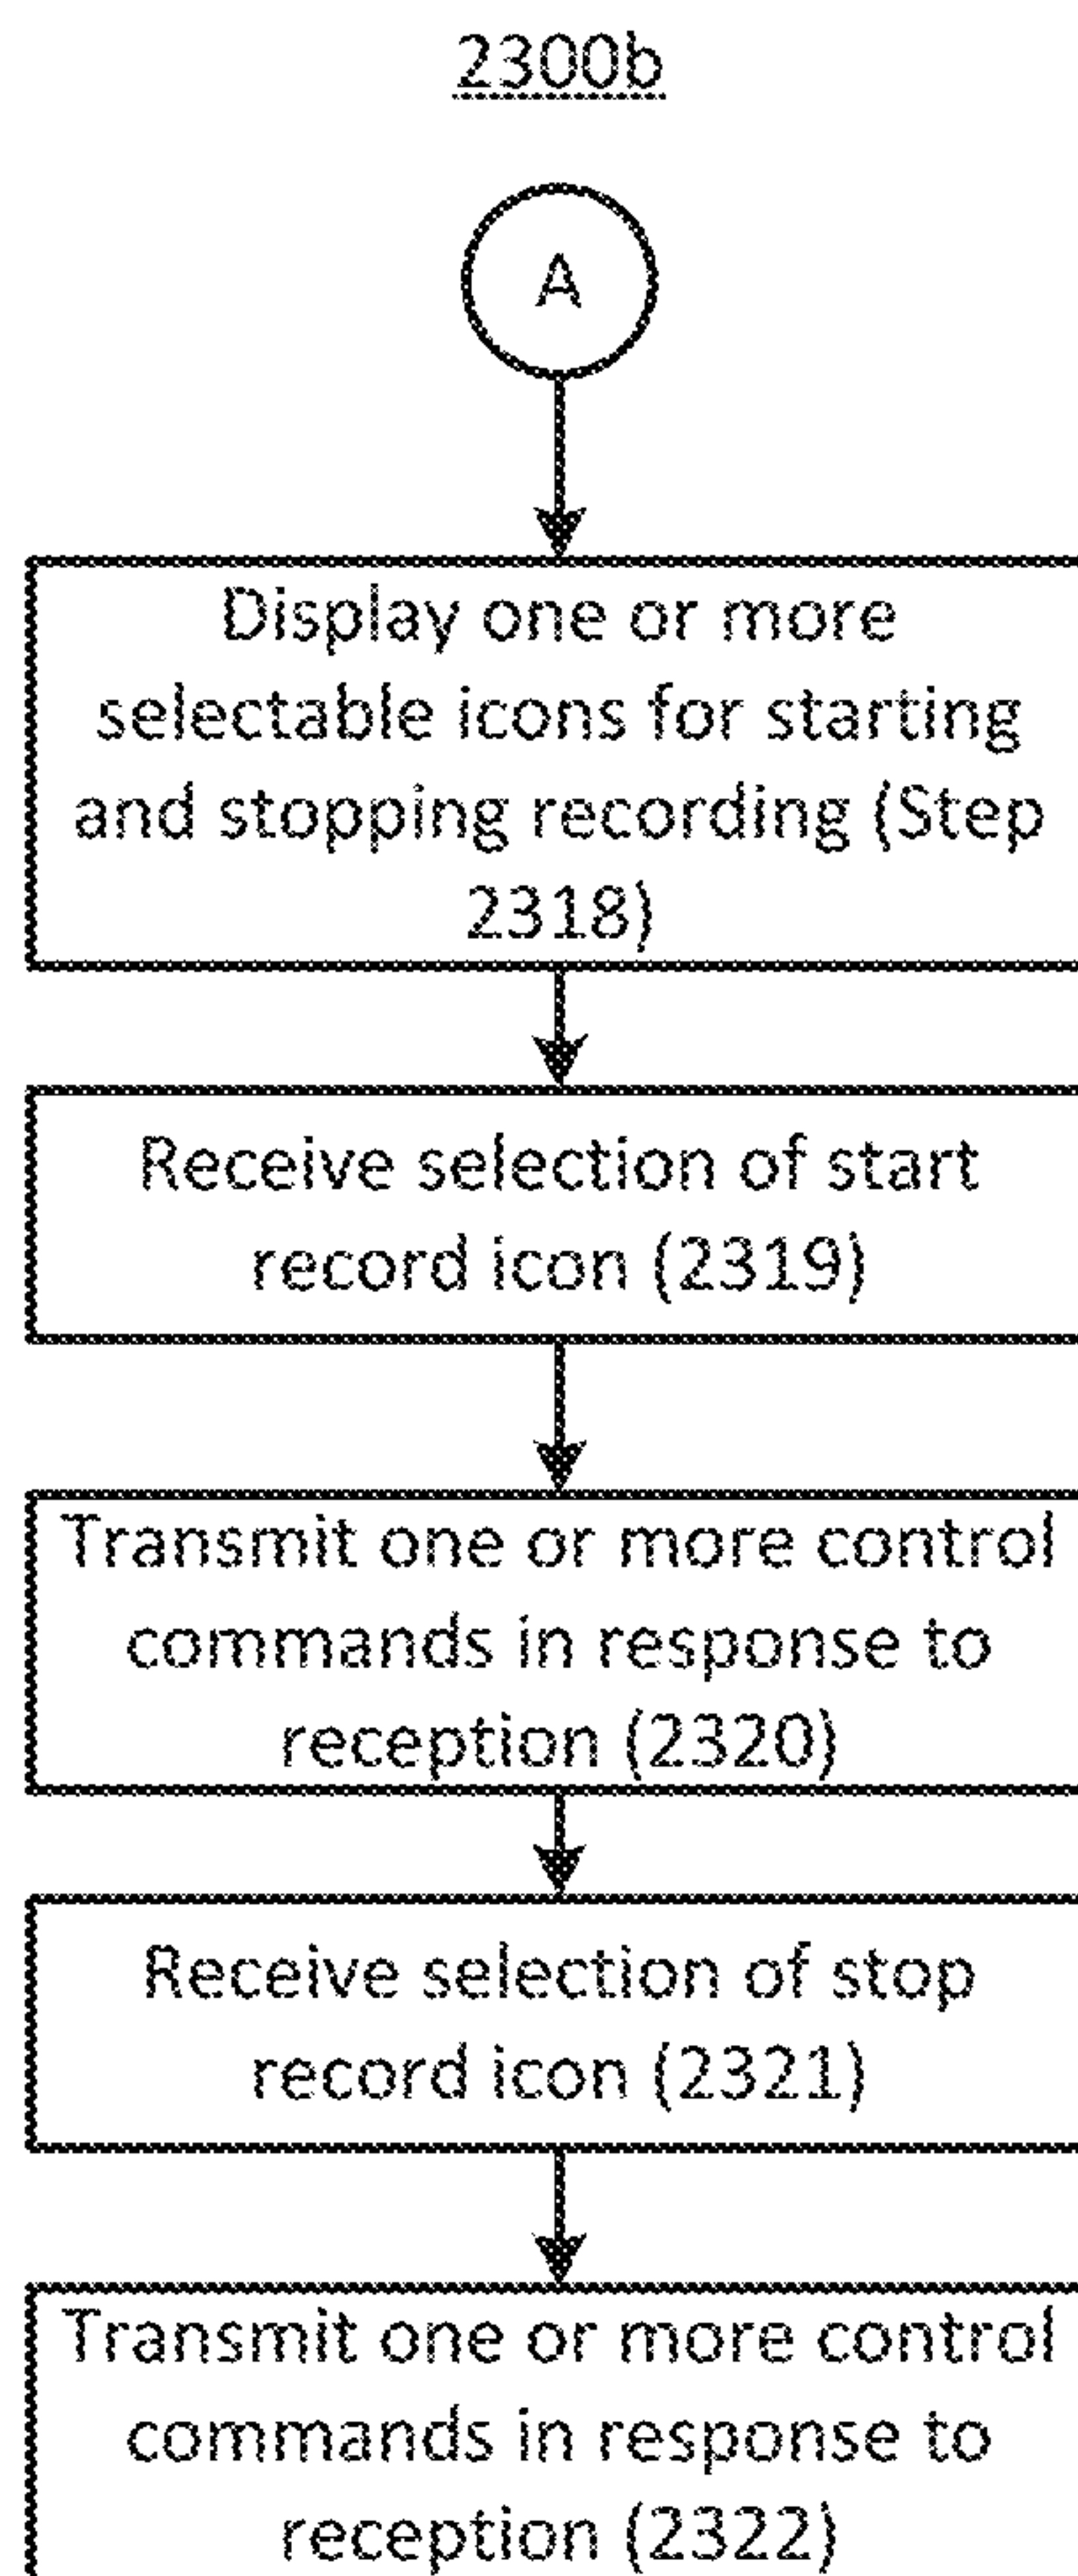 2300b
A
Display one or more
selectable icons for starting
and stopping recording (Step
2318)
Receive selection of start
record icon (2319)
Transmit one or more control
commands in response to
reception (2320)
Receive selection of stop
record icon (2321)
Transmit one or more control
commands in response to
reception (2322)